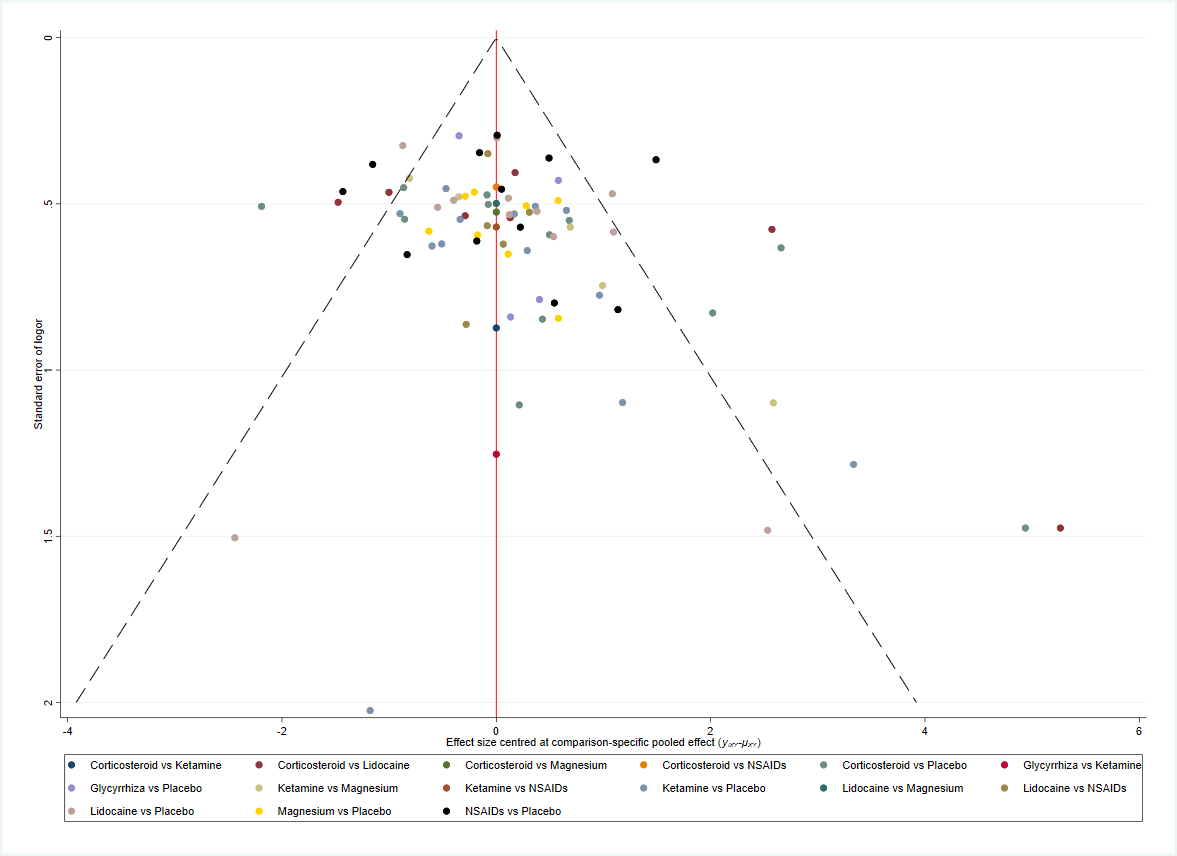 0
.5
1
1.5
2
Standard error of logor
-4 -2 0 2 4 6
Effect size centred at comparison-specific pooled effect (yᵢₓᵧ-μₓᵧ)
Corticosteroid vs Ketamine Corticosteroid vs Lidocaine Corticosteroid vs Magnesium Corticosteroid vs NSAIDs Corticosteroid vs Placebo Glycyrrhiza vs Ketamine
Glycyrrhiza vs Placebo Ketamine vs Magnesium Ketamine vs NSAIDs Ketamine vs Placebo Lidocaine vs Magnesium Lidocaine vs NSAIDs
Lidocaine vs Placebo Magnesium vs Placebo NSAIDs vs Placebo